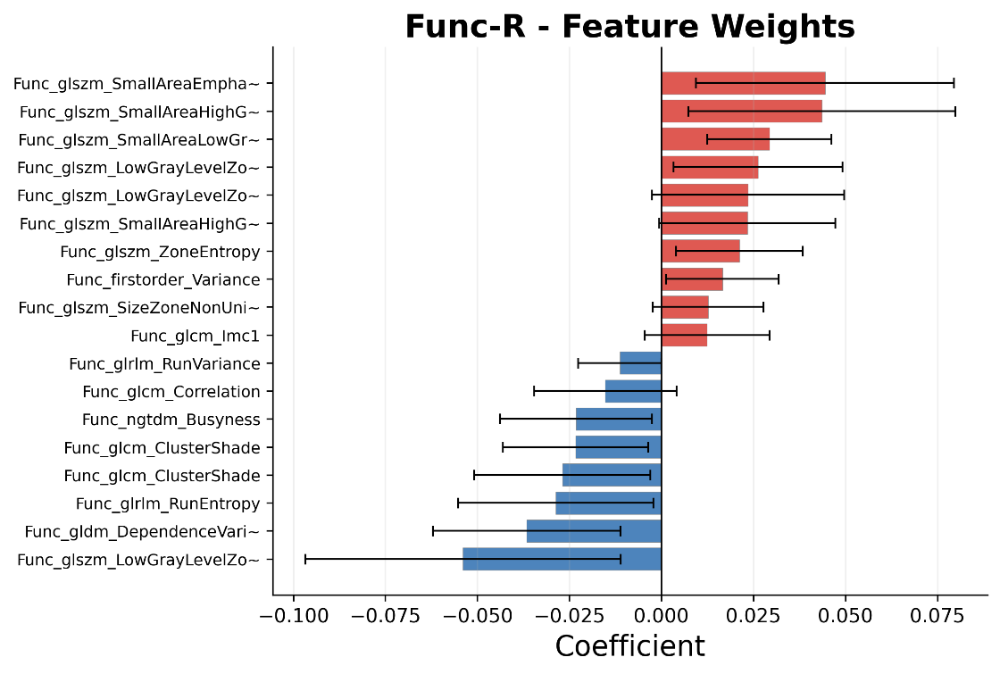 Func-R - Feature Weights
Func_glszm_SmallAreaEmpha~
Func_glszm_SmallAreaHighG~
Func_glszm_SmallAreaLowGr~
Func_glszm_LowGrayLevelZo~
Func_glszm_LowGrayLevelZo~
Func_glszm_SmallAreaHighG~
Func_glszm_ZoneEntropy
Func_firstorder_Variance
Func_glszm_SizeZoneNonUni~
Func_glcm_Imc1
Func_glrlm_RunVariance
Func_glcm_Correlation
Func_ngtdm_Busyness
Func_glcm_ClusterShade
Func_glcm_ClusterShade
Func_glrlm_RunEntropy
Func_gldm_DependenceVari~
Func_glszm_LowGrayLevelZo~
−0.100 −0.075 −0.050 −0.025 0.000 0.025 0.050 0.075
Coefficient